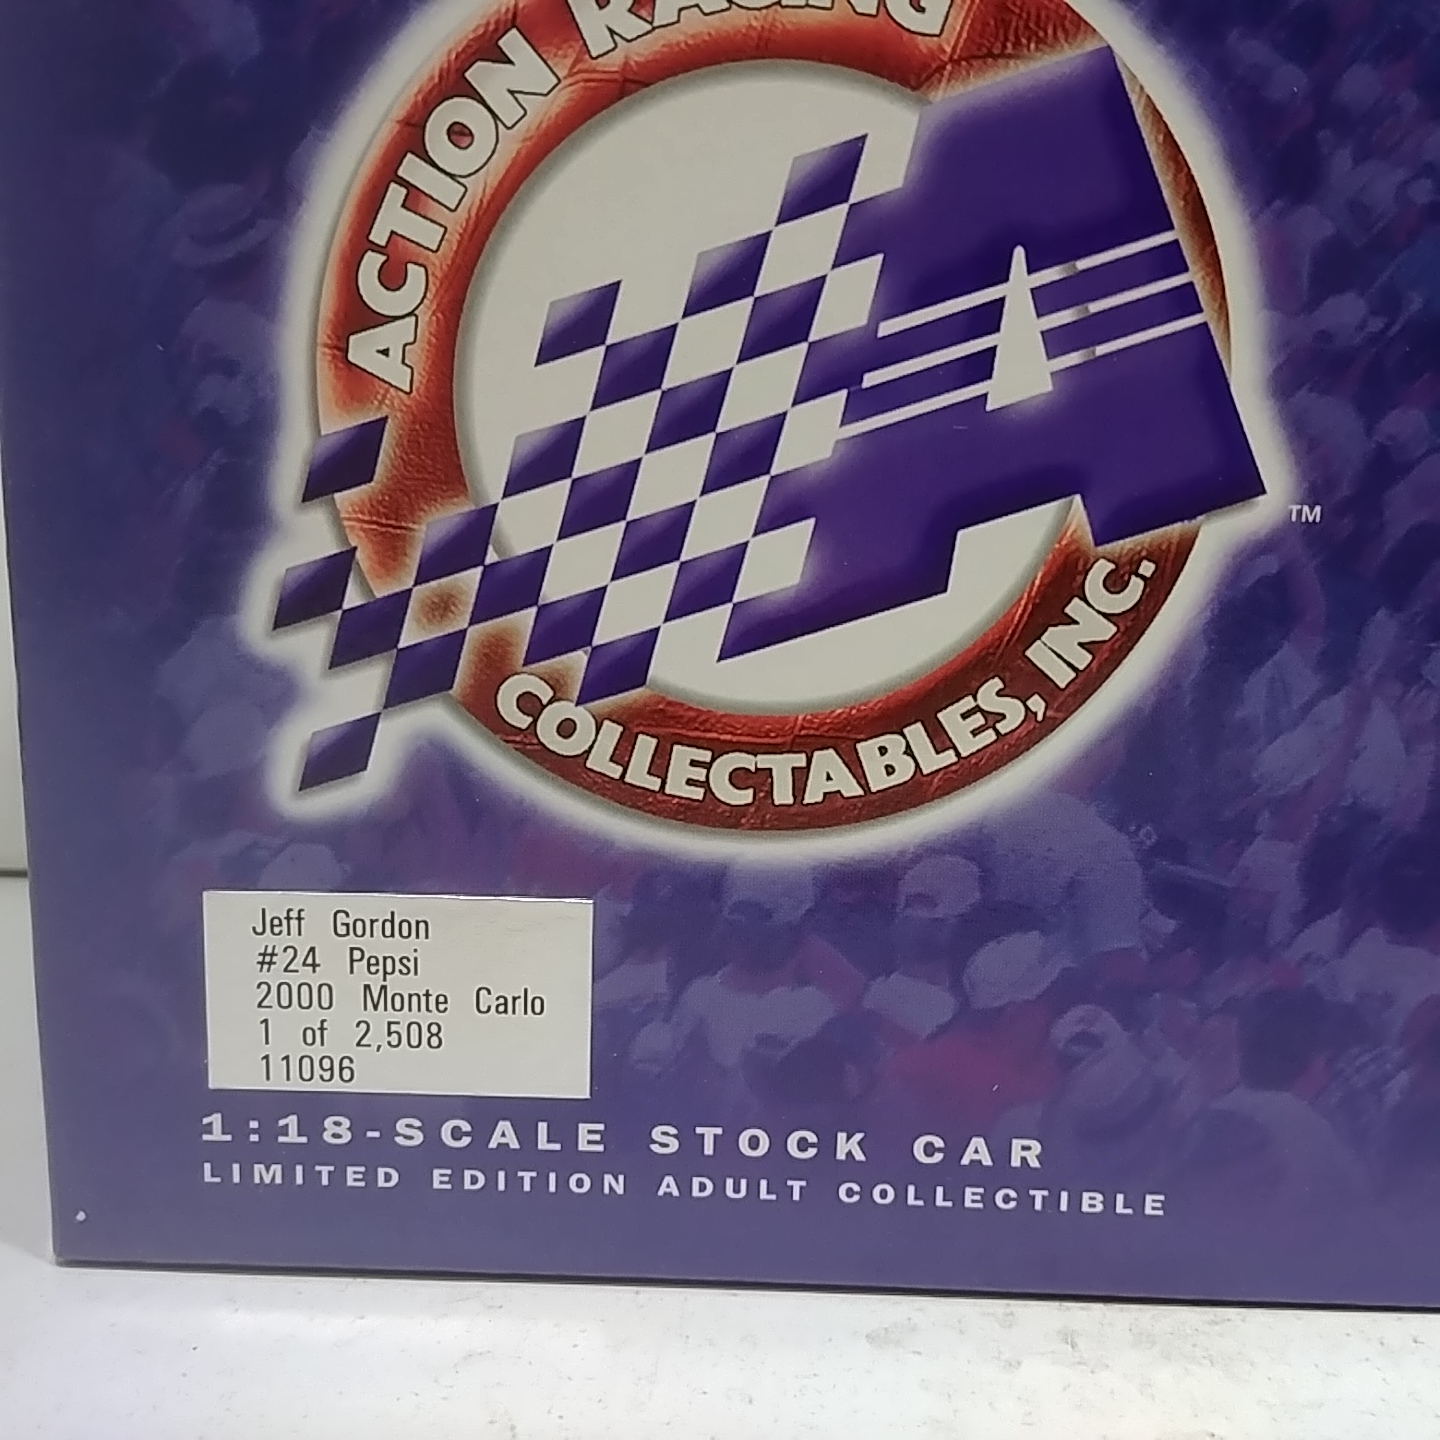 ACTION RACING
TM
COLLECTABLES, INC.
Jeff Gordon
#24 Pepsi
2000 Monte Carlo
1 of 2,508
11096
1:18-SCALE STOCK CAR
LIMITED EDITION ADULT COLLECTIBLE